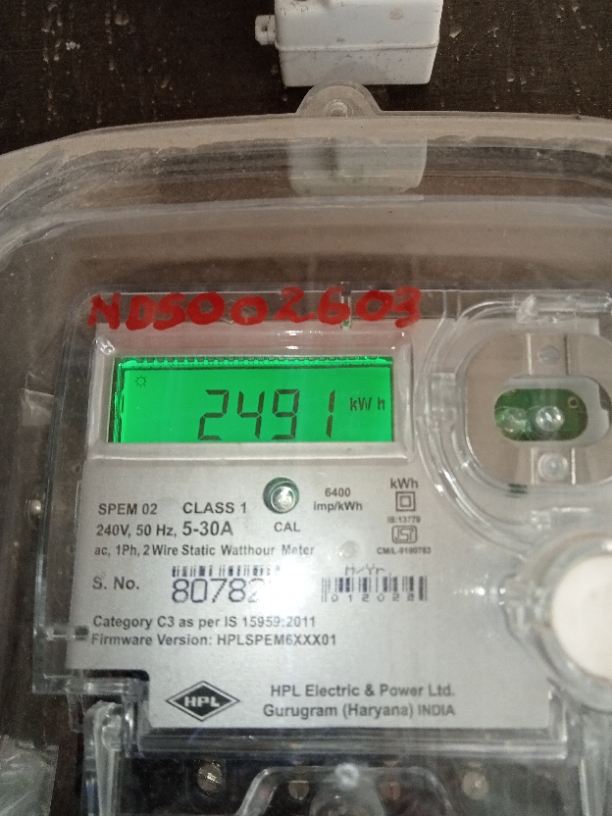 NDS002603
2491 kWh
SPEM 02 CLASS 1
240V, 50 Hz, 5-30A
ac, 1Ph, 2 Wire Static Watthour Meter
CAL
6400
imp/kWh
kWh
IS:13779
ISI
S. No.
M/Yr.
Category C3 as per IS 15959:2011
Firmware Version: HPLSPEM6XXX01
HPL
HPL Electric & Power Ltd.
Gurugram (Haryana) INDIA